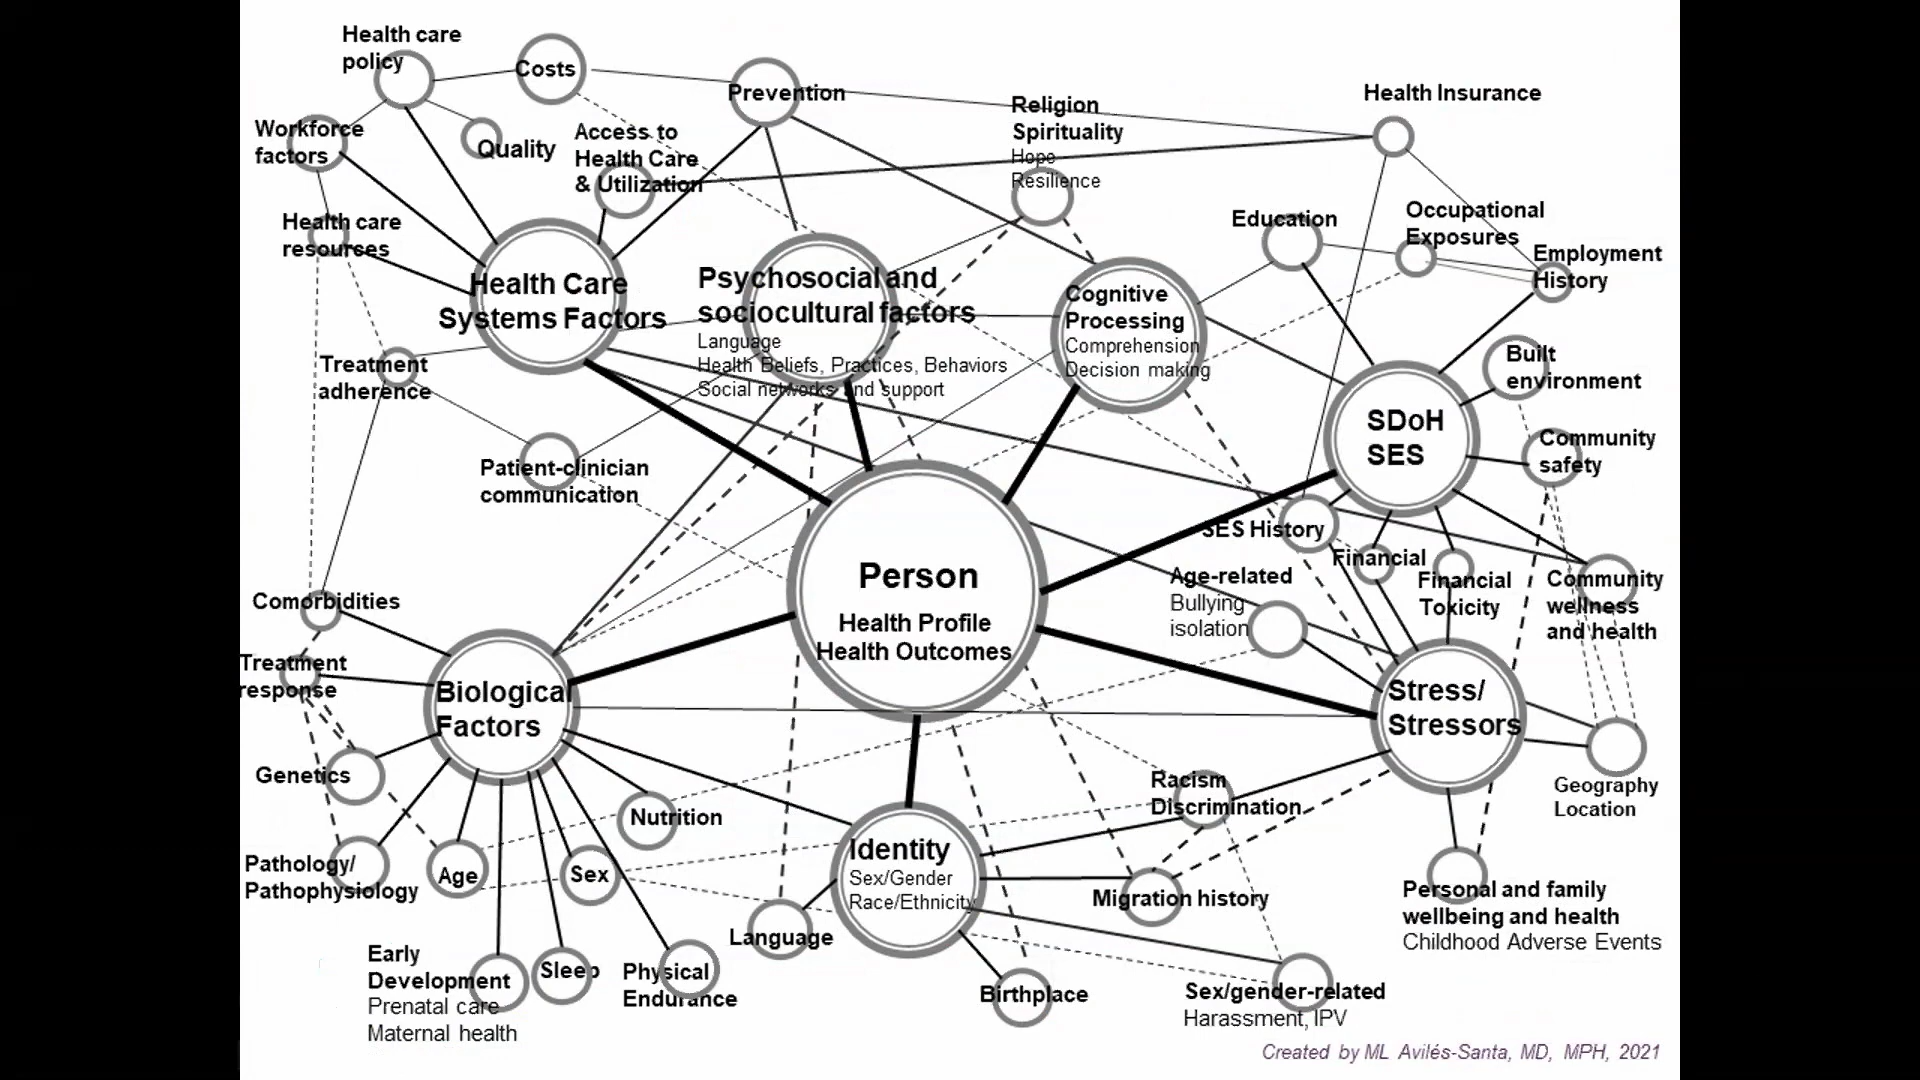 Health care
policy
Costs
Prevention
Health Insurance
Religion
Spirituality
Hope
Resilience
Workforce
factors
Quality
Access to
Health Care
& Utilization
Health care
resources
Education
Occupational
Exposures
Employment
History
Health Care
Systems Factors
Psychosocial and
sociocultural factors
Language
Health Beliefs, Practices, Behaviors
Social networks and support
Cognitive
Processing
Comprehension
Decision making
Treatment
adherence
Built
environment
SDoH
SES
Community
safety
Patient-clinician
communication
SES History
Financial
Financial
Toxicity
Community
wellness
and health
Person
Health Profile
Health Outcomes
Age-related
Bullying
isolation
Comorbidities
Treatment
response
Biological
Factors
Stress/
Stressors
Genetics
Geography
Location
Racism
Discrimination
Nutrition
Pathology/
Pathophysiology
Age
Sex
Identity
Sex/Gender
Race/Ethnicity
Migration history
Personal and family
wellbeing and health
Childhood Adverse Events
Language
Early
Development
Prenatal care
Maternal health
Sleep
Physical
Endurance
Birthplace
Sex/gender-related
Harassment, IPV
Created by ML Avilés-Santa, MD, MPH, 2021